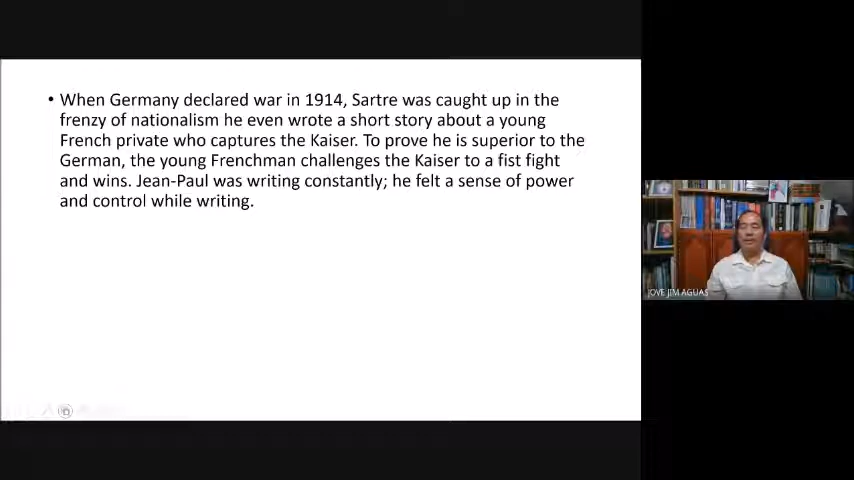 • When Germany declared war in 1914, Sartre was caught up in the
frenzy of nationalism he even wrote a short story about a young
French private who captures the Kaiser. To prove he is superior to the
German, the young Frenchman challenges the Kaiser to a fist fight
and wins. Jean-Paul was writing constantly; he felt a sense of power
and control while writing.
JOVE JIM AGUAS